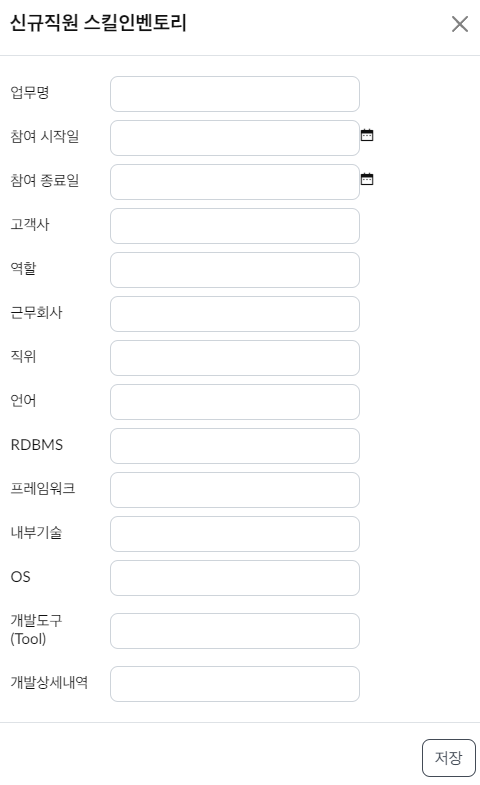 신규직원 스킬인벤토리
업무명
참여 시작일
참여 종료일
고객사
역할
근무회사
직위
언어
RDBMS
프레임워크
내부기술
OS
개발도구
(Tool)
개발상세내역
저장